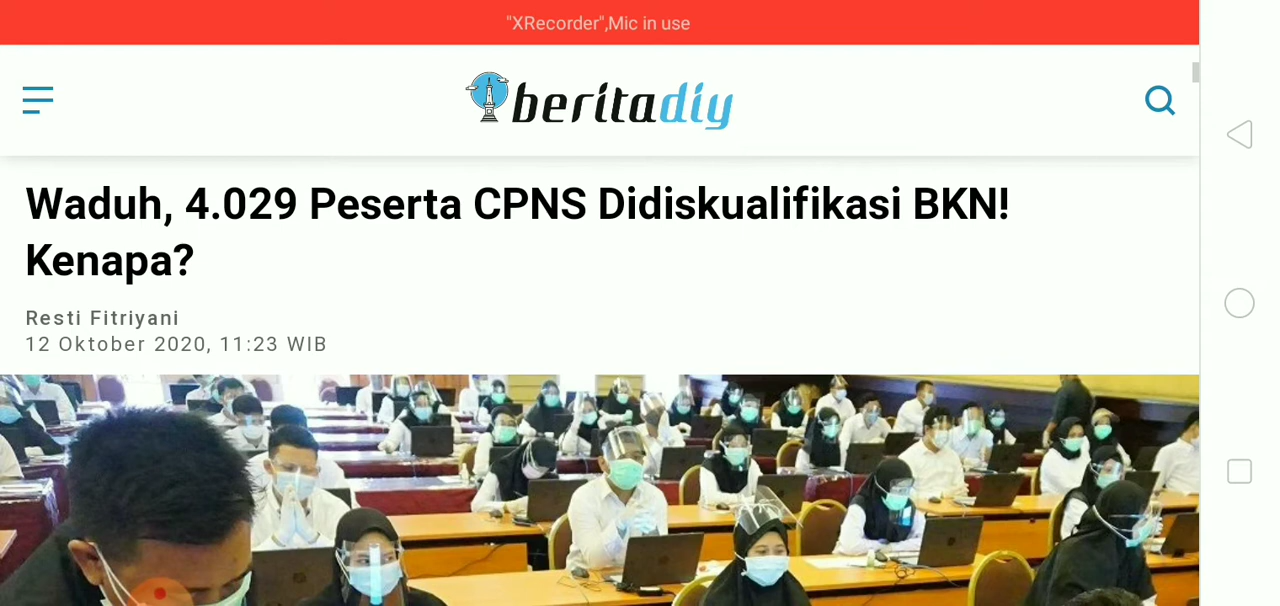 "XRecorder",Mic in use
beritadiy
Waduh, 4.029 Peserta CPNS Didiskualifikasi BKN!
Kenapa?
Resti Fitriyani
12 Oktober 2020, 11:23 WIB